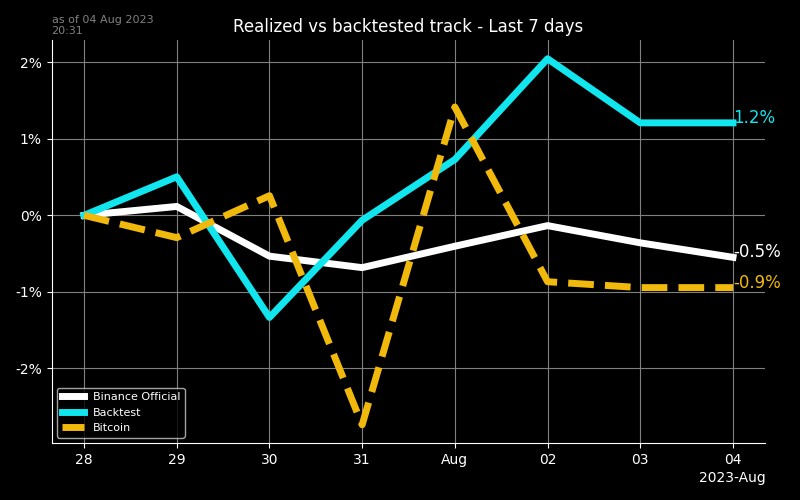 as of 04 Aug 2023
20:31
Realized vs backtested track - Last 7 days
2%
1%
0%
-1%
-2%
1.2%
-0.5%
-0.9%
Binance Official
Backtest
Bitcoin
28
29
30
31
Aug
02
03
04
2023-Aug